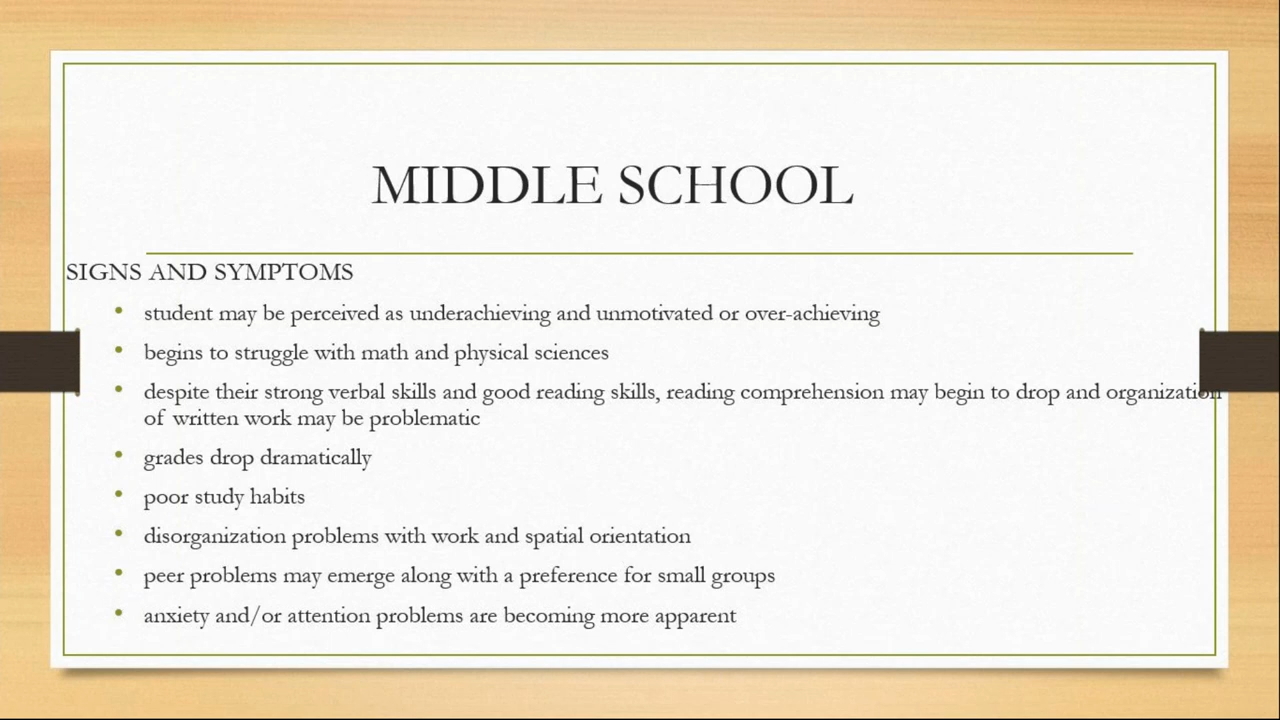 MIDDLE SCHOOL
SIGNS AND SYMPTOMS
• student may be perceived as underachieving and unmotivated or over-achieving
• begins to struggle with math and physical sciences
• despite their strong verbal skills and good reading skills, reading comprehension may begin to drop and organization
of written work may be problematic
• grades drop dramatically
• poor study habits
• disorganization problems with work and spatial orientation
• peer problems may emerge along with a preference for small groups
• anxiety and/or attention problems are becoming more apparent